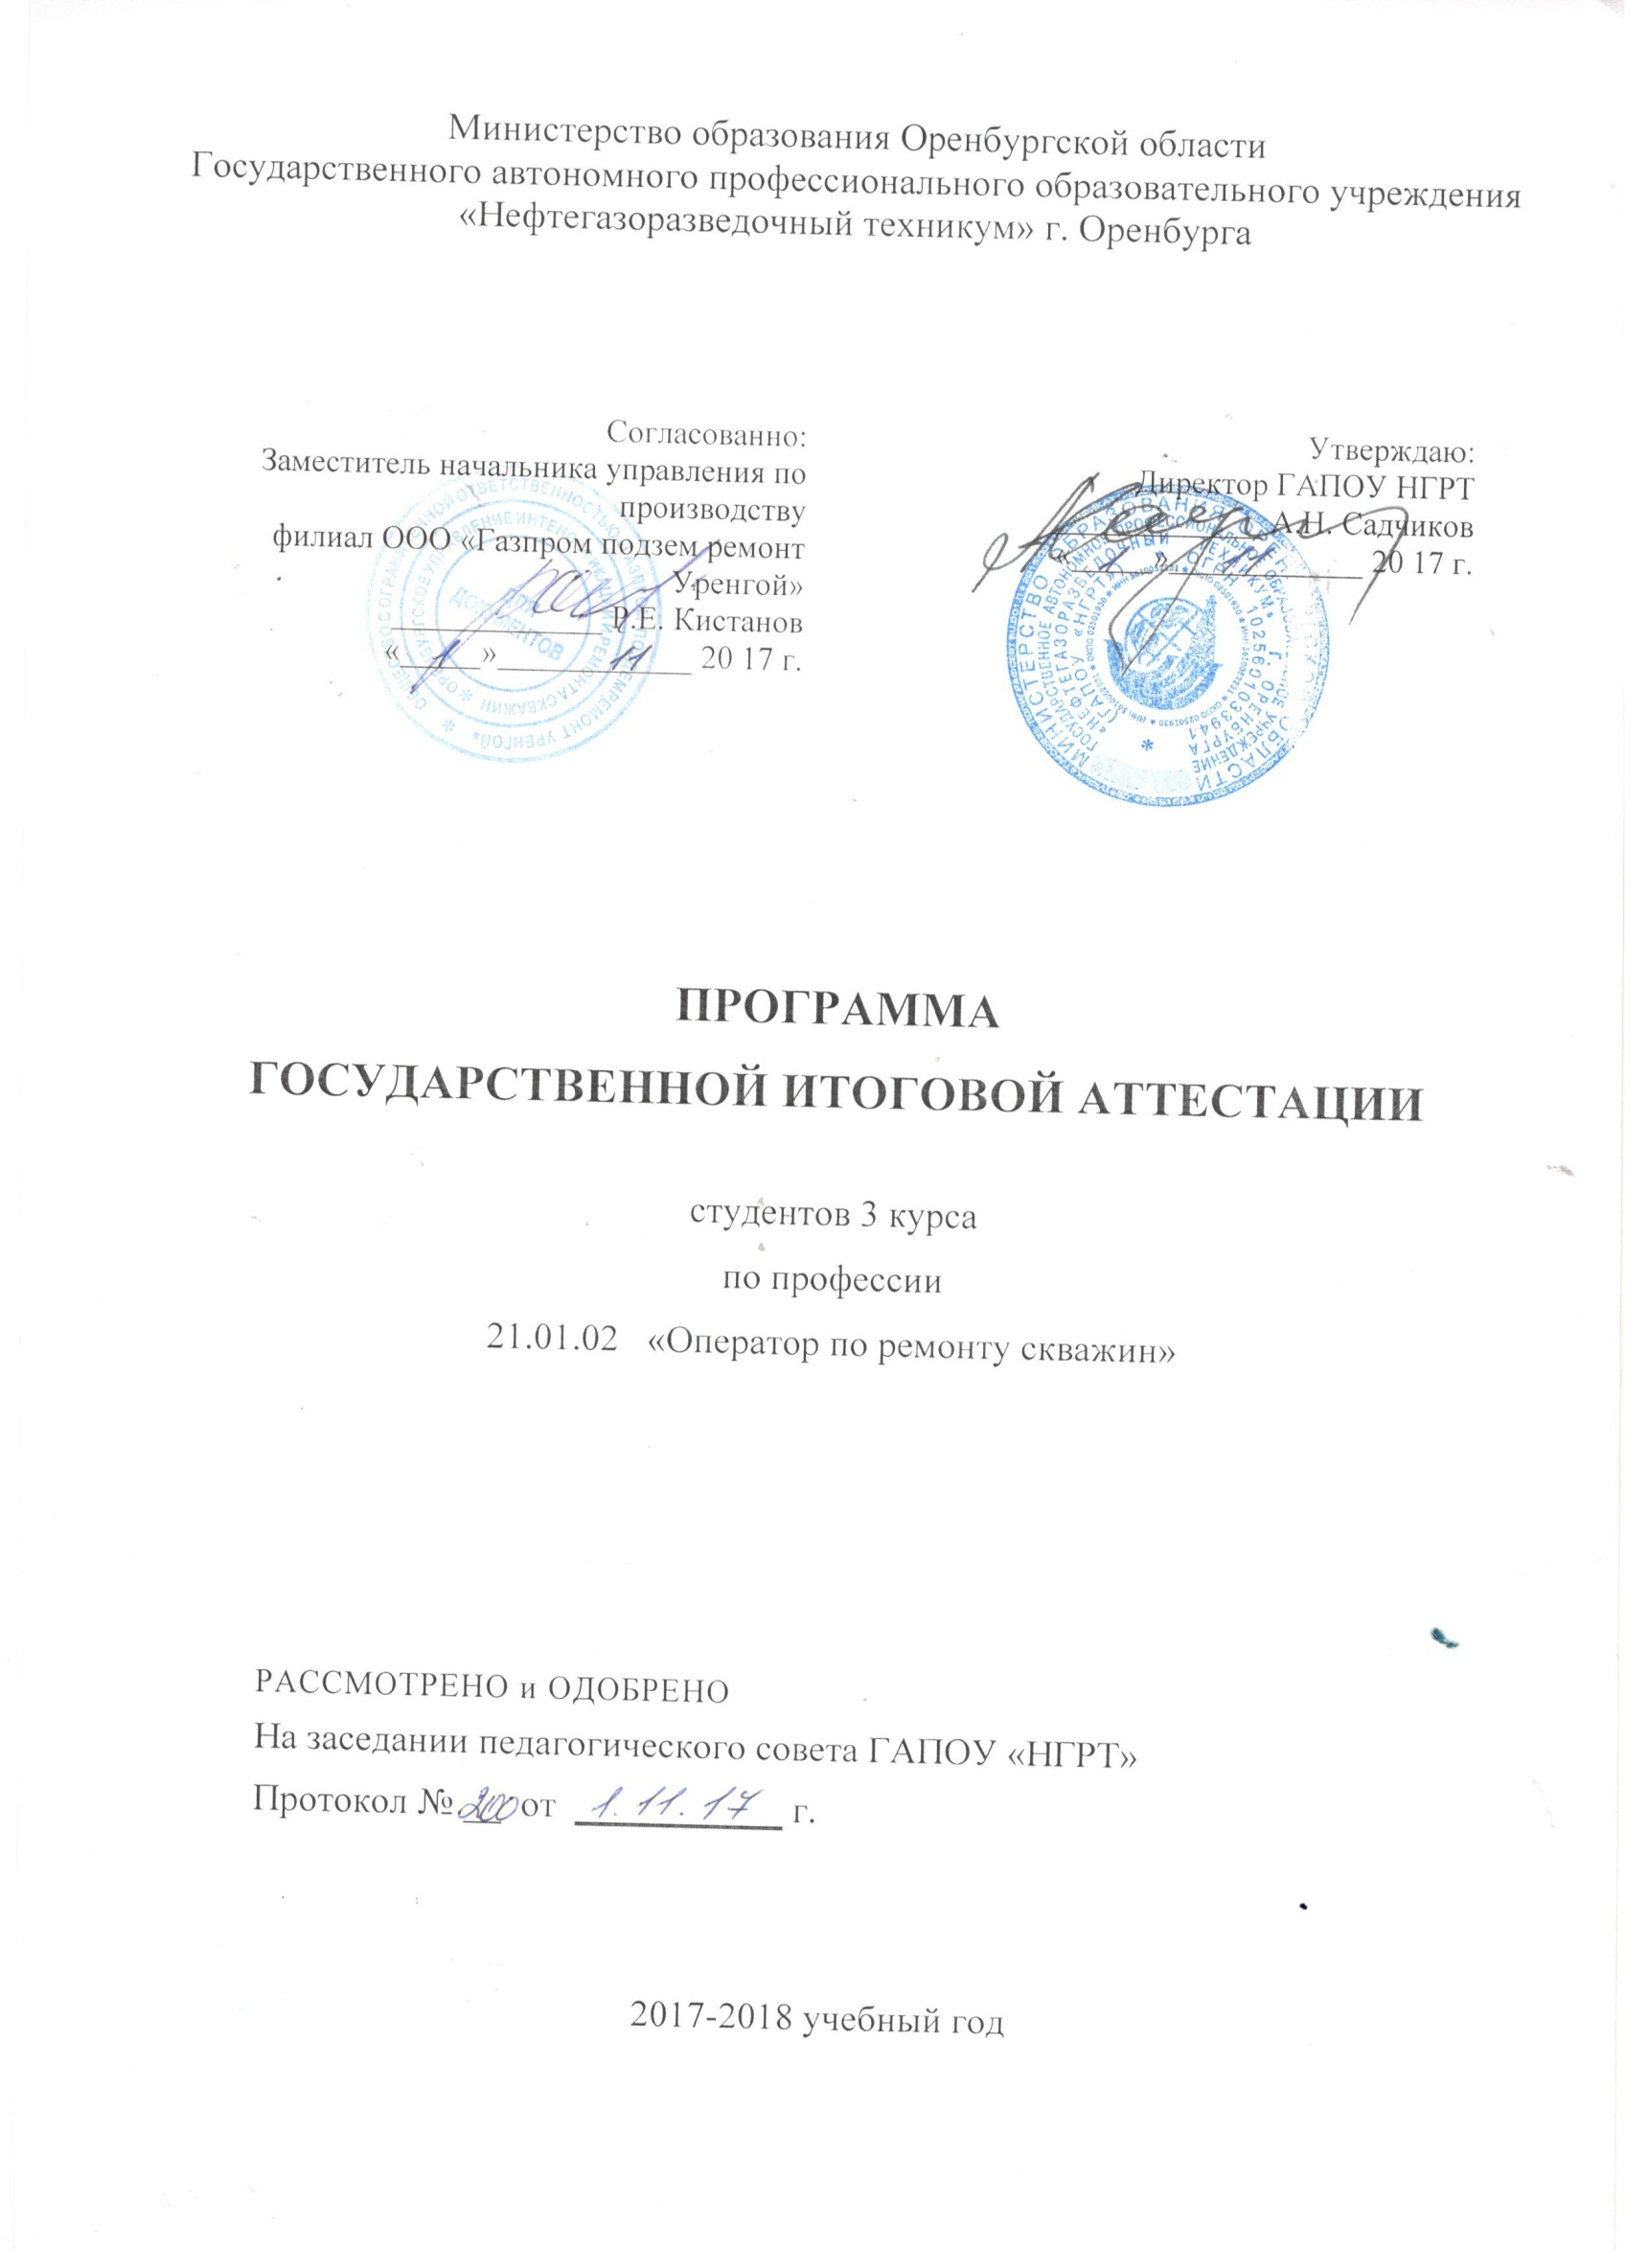 Министерство образования Оренбургской области
Государственного автономного профессионального образовательного учреждения
«Нефтегазоразведочный техникум» г. Оренбурга
Согласованно:
Заместитель начальника управления по
производству
филиал ООО «Газпром подзем ремонт
Уренгой»
Р.Е. Кистанов
« 1 » 11 20 17 г.
Утверждаю:
Директор ГАПОУ НГРТ
А.Н. Садчиков
« 1 » 11 20 17 г.
ПРОГРАММА
ГОСУДАРСТВЕННОЙ ИТОГОВОЙ АТТЕСТАЦИИ
студентов 3 курса
по профессии
21.01.02 «Оператор по ремонту скважин»
РАССМОТРЕНО и ОДОБРЕНО
На заседании педагогического совета ГАПОУ «НГРТ»
Протокол № от 1.11.17 г.
2017-2018 учебный год